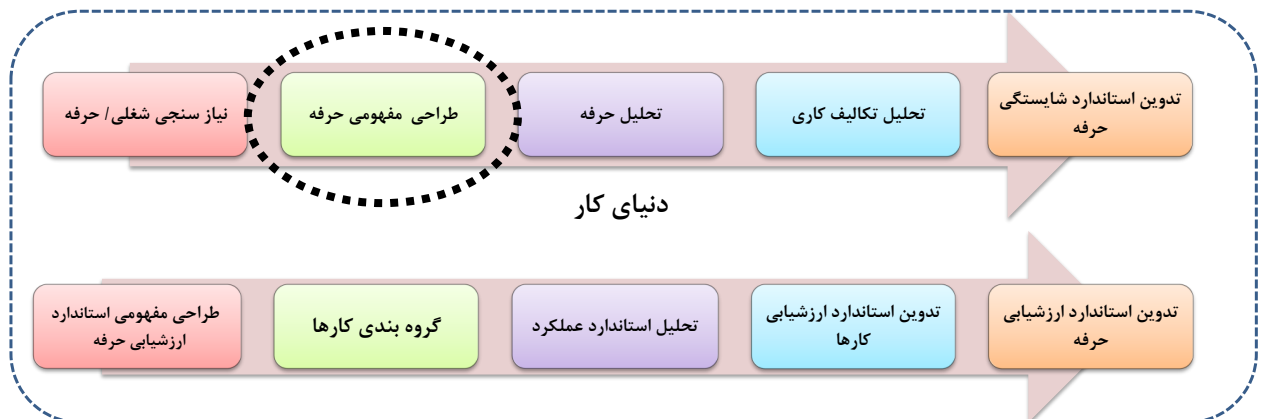 نیاز سنجی شغلی/ حرفه
طراحی مفهومی حرفه
تحلیل حرفه
تحلیل تکالیف کاری
تدوین استاندارد شایستگی
حرفه
دنیای کار
طراحی مفهومی استاندارد
ارزشیابی حرفه
گروه بندی کارها
تحلیل استاندارد عملکرد
تدوین استاندارد ارزشیابی
کارها
تدوین استاندارد ارزشیابی
حرفه